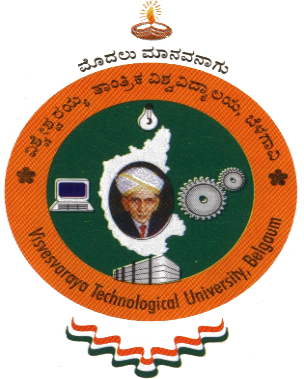 ಮೊದಲು ಮಾನವನಾಗು
ವಿಶ್ವೇಶ್ವರಯ್ಯ ತಾಂತ್ರಿಕ ವಿಶ್ವವಿದ್ಯಾಲಯ, ಬೆಳಗಾವಿ
Visvesvaraya Technological University, Belgaum